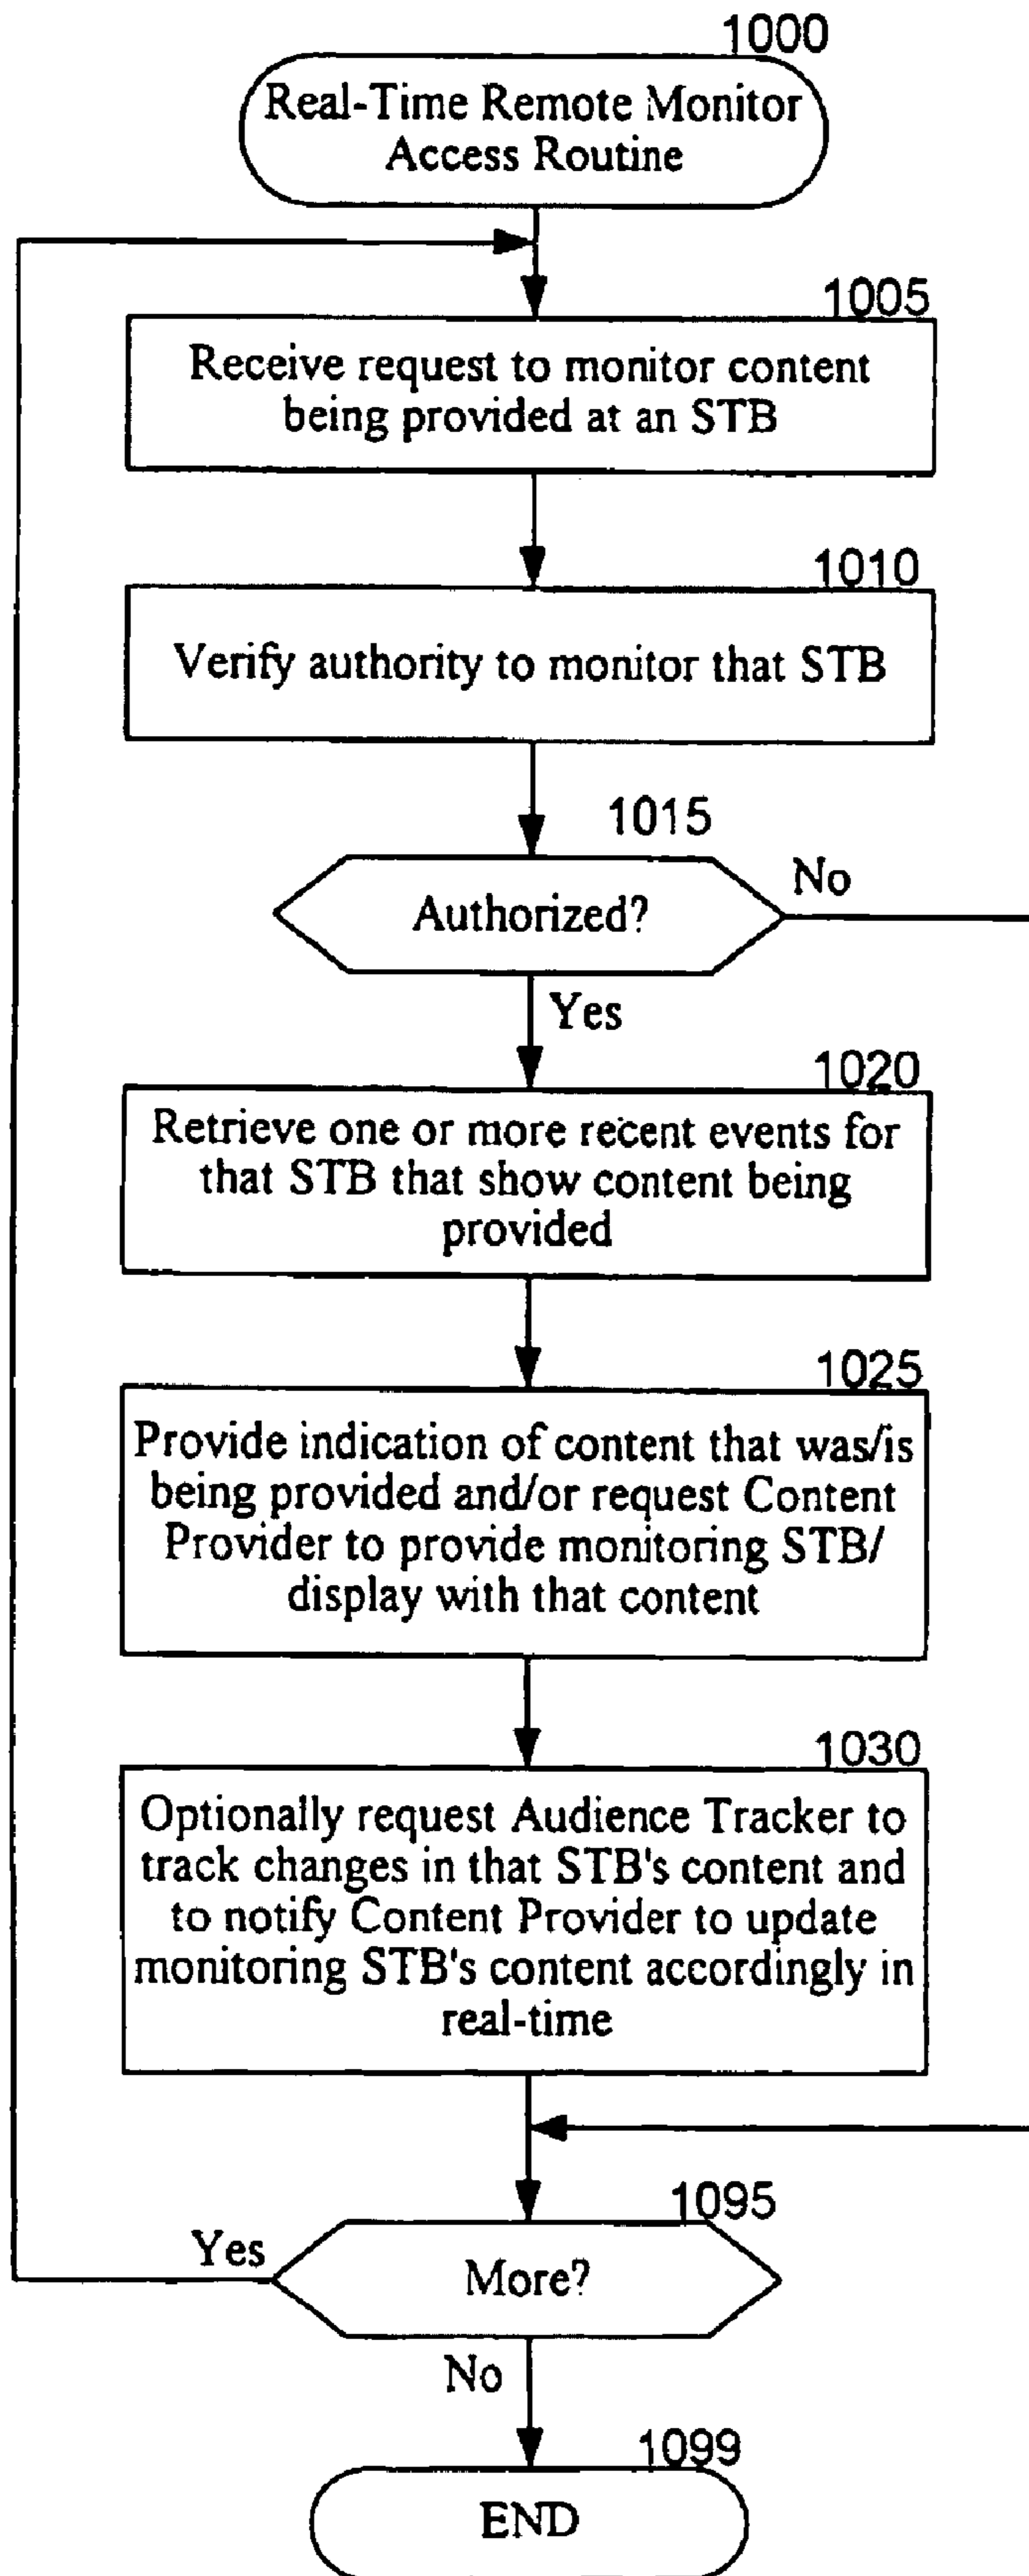 1000
Real-Time Remote Monitor
Access Routine
1005
Receive request to monitor content
being provided at an STB
1010
Verify authority to monitor that STB
1015
Authorized?
No
Yes
1020
Retrieve one or more recent events for
that STB that show content being
provided
1025
Provide indication of content that was/is
being provided and/or request Content
Provider to provide monitoring STB/
display with that content
1030
Optionally request Audience Tracker to
track changes in that STB's content and
to notify Content Provider to update
monitoring STB's content accordingly in
real-time
1095
Yes
More?
No
1099
END